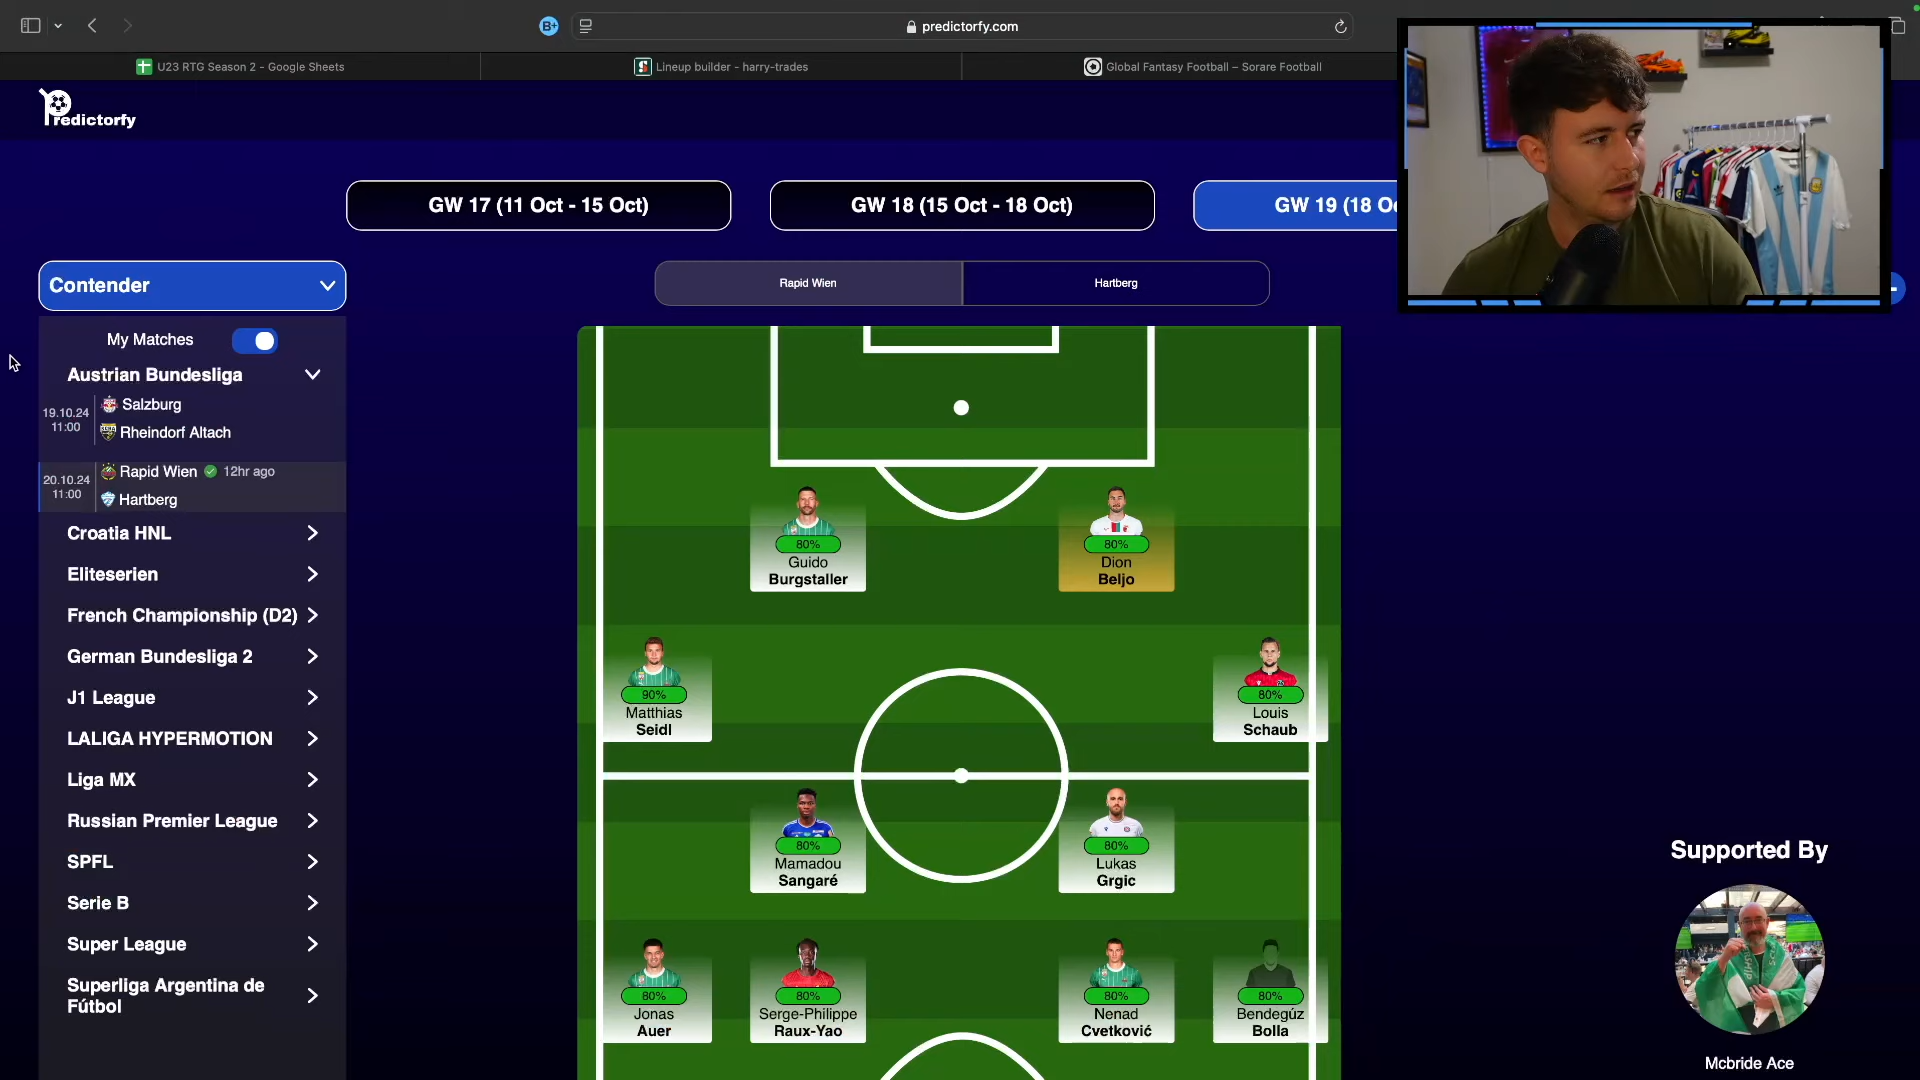 predictorfy.com
U23 RTG Season 2 - Google Sheets
Lineup builder - harry-trades
Global Fantasy Football – Sorare Football
Predictorfy
GW 17 (11 Oct - 15 Oct)
GW 18 (15 Oct - 18 Oct)
GW 19 (18 Oc
Contender
Rapid Wien
Hartberg
My Matches
Austrian Bundesliga
19.10.24
11:00
Salzburg
Rheindorf Altach
20.10.24
11:00
Rapid Wien 12hr ago
Hartberg
Croatia HNL
Eliteserien
French Championship (D2)
German Bundesliga 2
J1 League
LALIGA HYPERMOTION
Liga MX
Russian Premier League
SPFL
Serie B
Super League
Superliga Argentina de
Fútbol
80%
Guido
Burgstaller
80%
Dion
Beljo
90%
Matthias
Seidl
80%
Louis
Schaub
80%
Mamadou
Sangaré
80%
Lukas
Grgic
80%
Jonas
Auer
80%
Serge-Philippe
Raux-Yao
80%
Nenad
Cvetković
80%
Bendegúz
Bolla
Supported By
Mcbride Ace